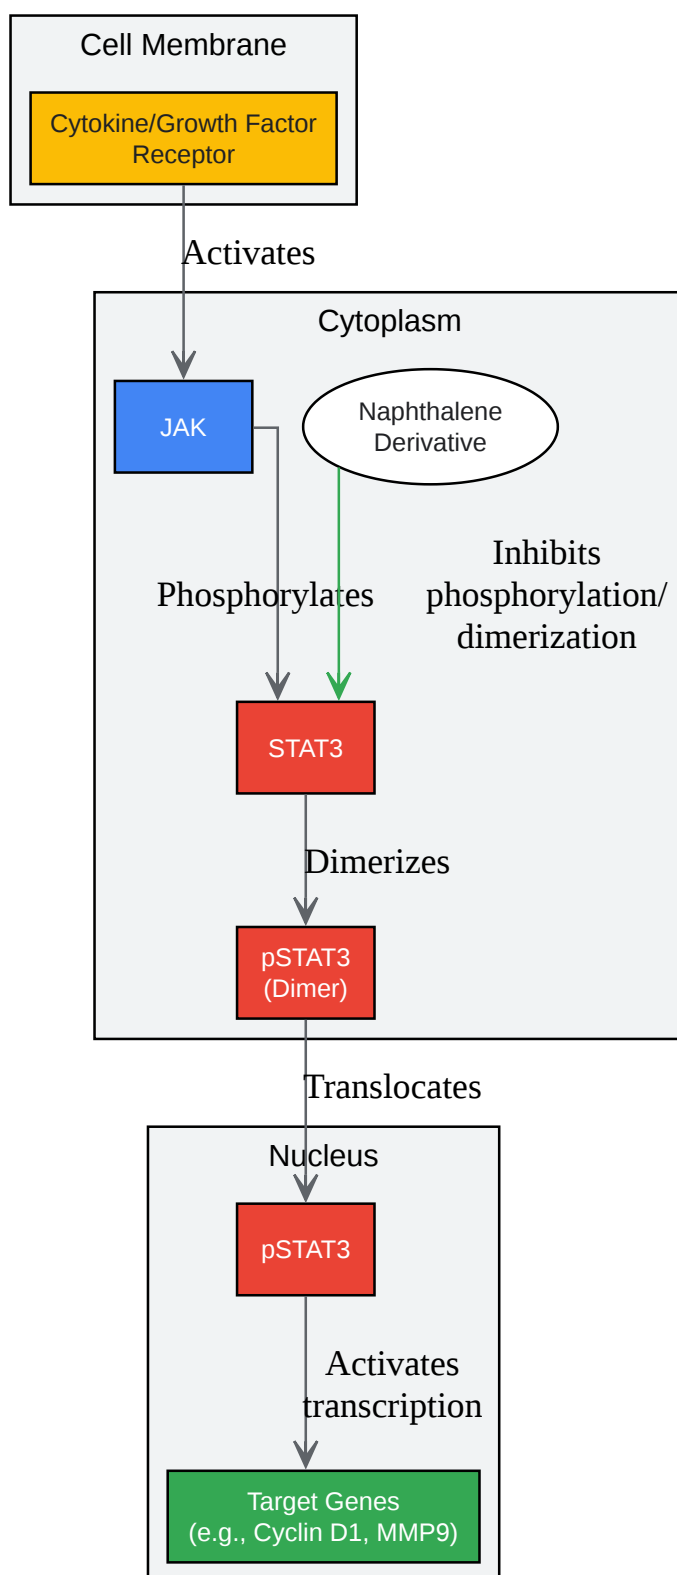 Cell Membrane
Cytokine/Growth Factor
Receptor
Activates
Cytoplasm
JAK
Naphthalene
Derivative
Phosphorylates
Inhibits
phosphorylation/
dimerization
STAT3
Dimerizes
pSTAT3
(Dimer)
Translocates
Nucleus
pSTAT3
Activates
transcription
Target Genes
(e.g., Cyclin D1, MMP9)